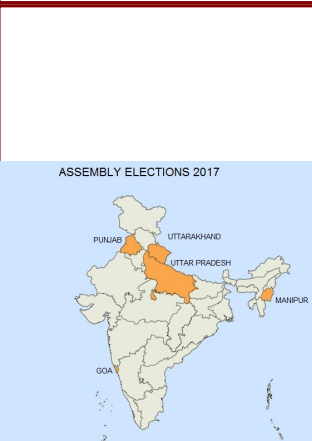 ASSEMBLY ELECTIONS 2017
PUNJAB
UTTARAKHAND
UTTAR PRADESH
MANIPUR
GOA